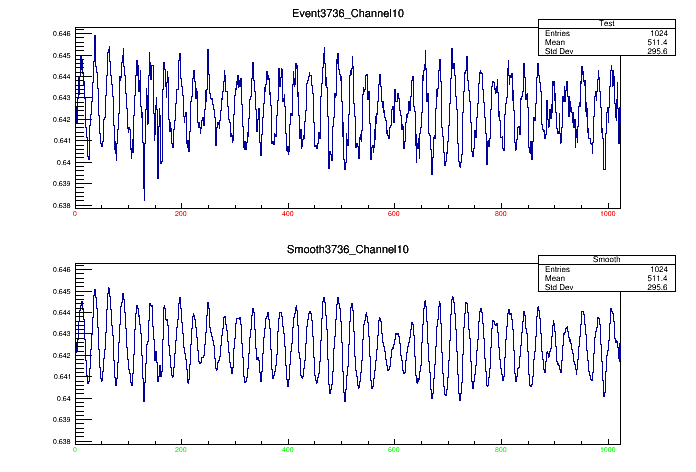 Event3736_Channel10
Test
Entries 1024
Mean 511.4
Std Dev 295.6
0.646
0.645
0.644
0.643
0.642
0.641
0.64
0.639
0.638
0 200 400 600 800 1000
Smooth3736_Channel10
Smooth
Entries 1024
Mean 511.4
Std Dev 295.6
0.646
0.645
0.644
0.643
0.642
0.641
0.64
0.639
0.638
0 200 400 600 800 1000